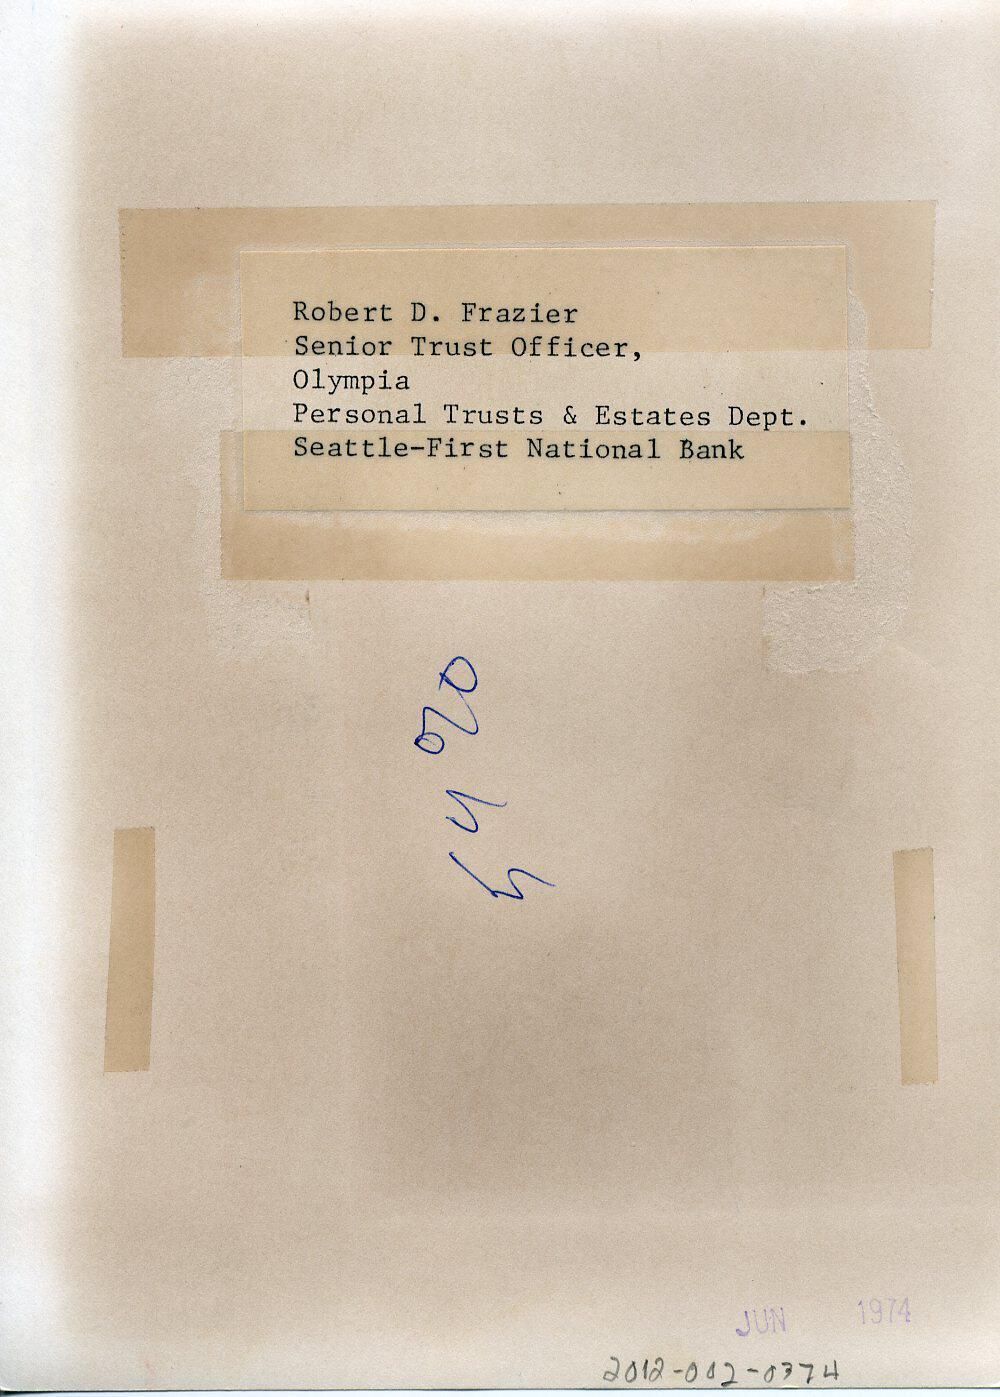 Robert D. Frazier
Senior Trust Officer,
Olympia
Personal Trusts & Estates Dept.
Seattle-First National Bank
JUN 1974
2012-002-0374